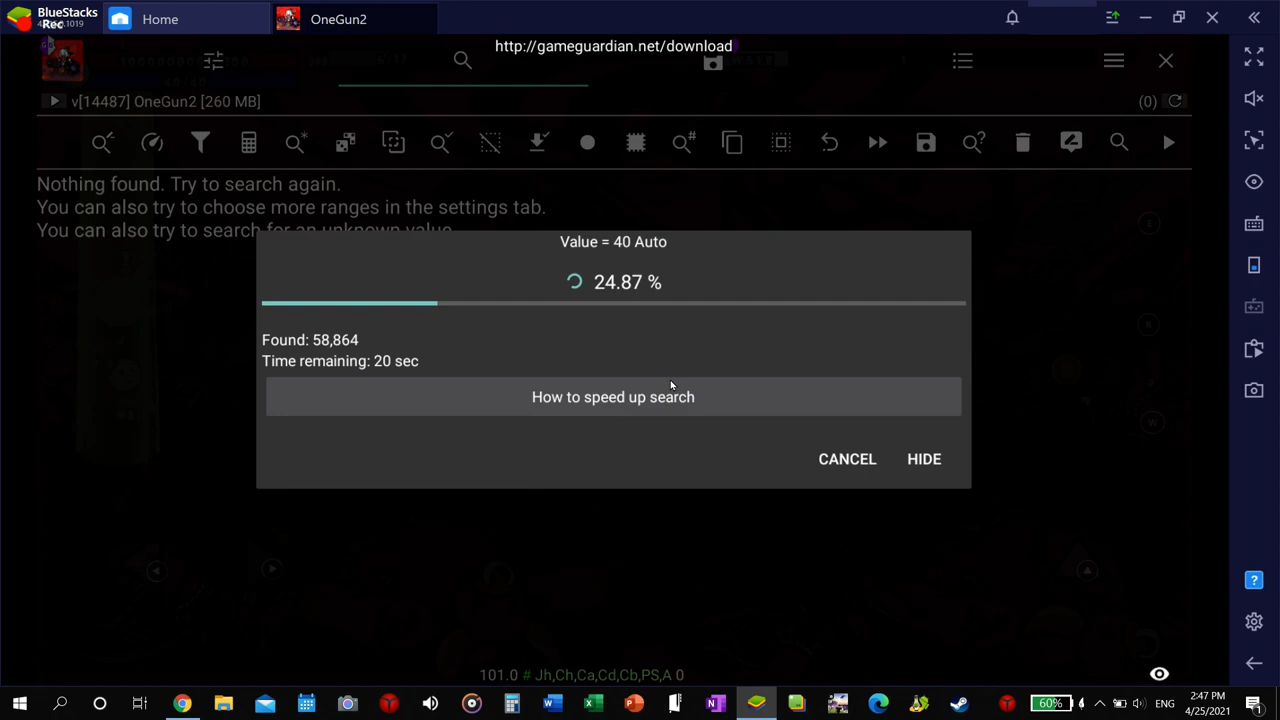 BlueStacks
Rec
Home
OneGun2
http://gameguardian.net/download
v[14487] OneGun2 [260 MB]
(0)
Nothing found. Try to search again.
You can also try to choose more ranges in the settings tab.
You can also try to search for an unknown value.
Value = 40 Auto
24.87 %
Found: 58,864
Time remaining: 20 sec
How to speed up search
CANCEL
HIDE
101.0 # Jh,Ch,Ca,Cd,Cb,PS,A 0
60%
ENG
2:47 PM
4/25/2021